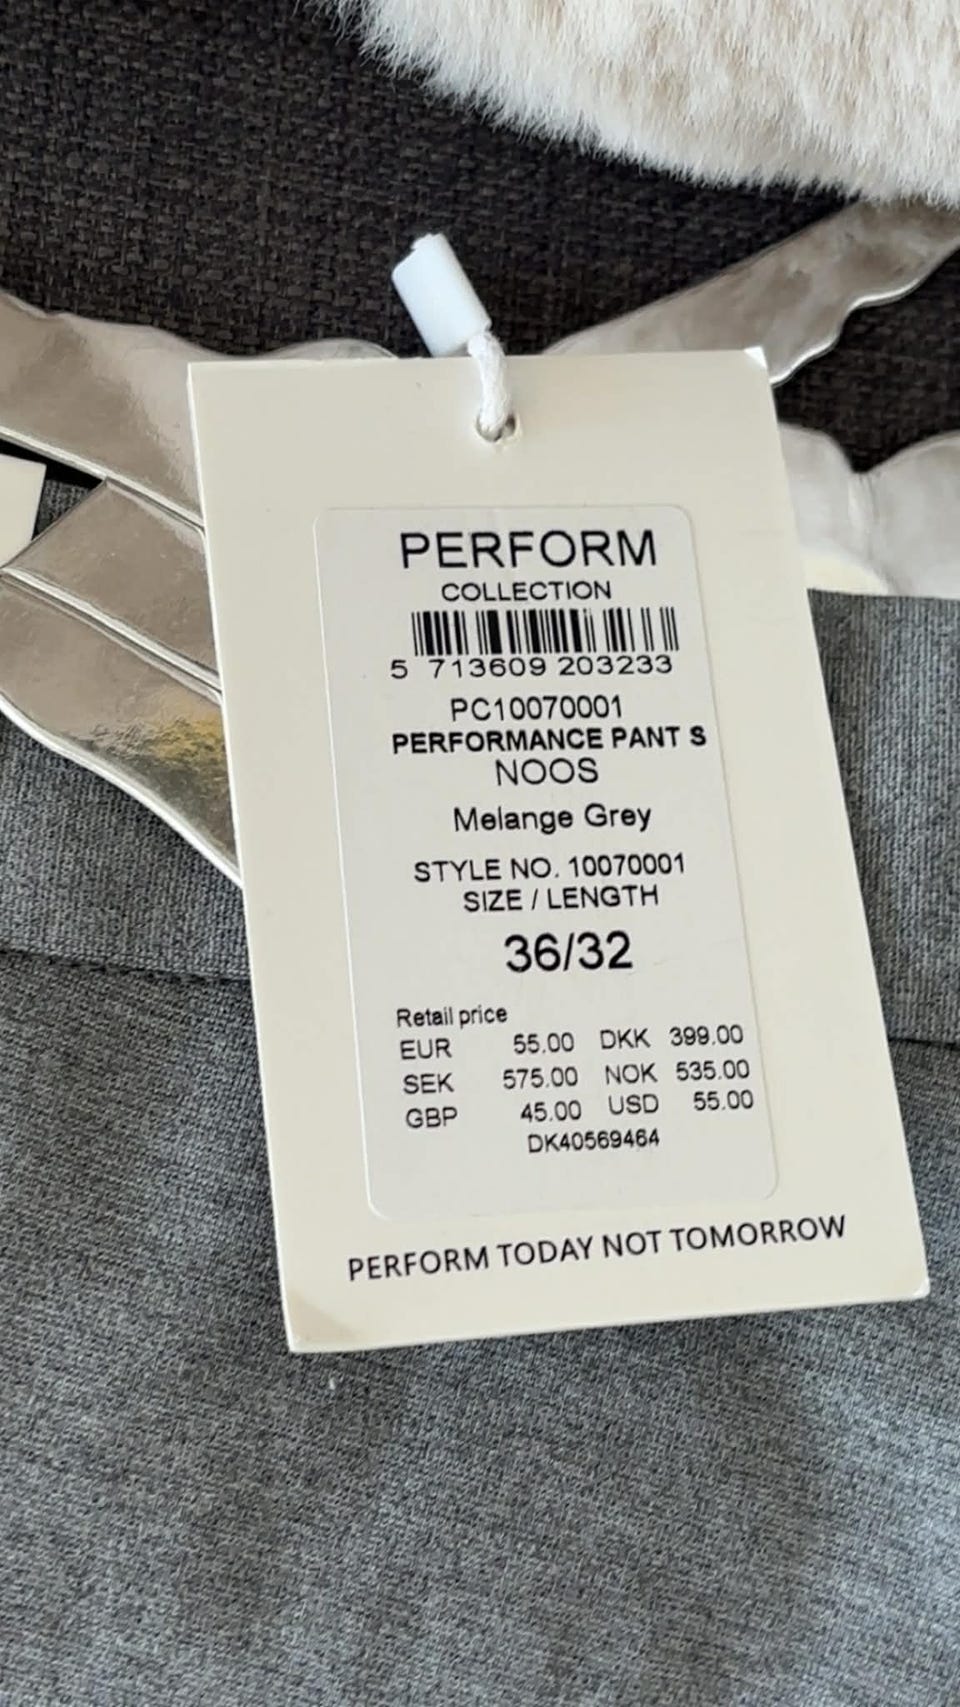 PERFORM
COLLECTION
5 713609 203233
PC10070001
PERFORMANCE PANT S
NOOS
Melange Grey
STYLE NO. 10070001
SIZE / LENGTH
36/32
Retail price
EUR 55.00 DKK 399.00
SEK 575.00 NOK 535.00
GBP 45.00 USD 55.00
DK40569464
PERFORM TODAY NOT TOMORROW